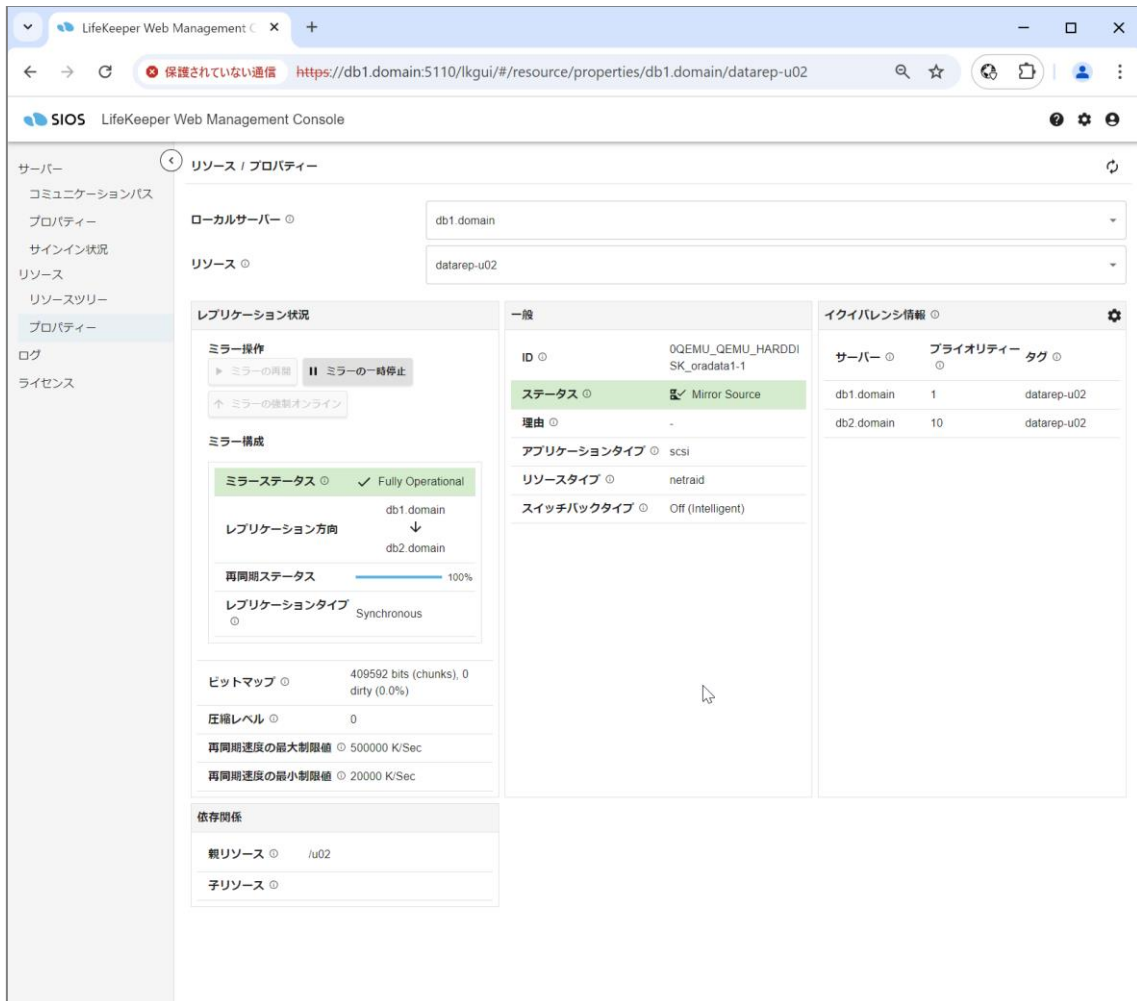 LifeKeeper Web Management C
保護されていない通信
https://db1.domain:5110/lkgui/#/resource/properties/db1.domain/datarep-u02
SIOS LifeKeeper Web Management Console
サーバー
コミュニケーションパス
プロパティー
サインイン状況
リソース
リソースツリー
プロパティー
ログ
ライセンス
リソース / プロパティー
ローカルサーバー db1.domain
リソース datarep-u02
レプリケーション状況
ミラー操作
ミラーの再開 ミラーの一時停止
ミラーの強制オンライン
ミラー構成
ミラーステータス Fully Operational
レプリケーション方向
db1.domain
↓
db2.domain
再同期ステータス 100%
レプリケーションタイプ Synchronous
ビットマップ 409592 bits (chunks), 0
dirty (0.0%)
圧縮レベル 0
再同期速度の最大制限値 500000 K/Sec
再同期速度の最小制限値 20000 K/Sec
一般
ID 0QEMU_QEMU_HARDDI
SK_oradata1-1
ステータス Mirror Source
理由 -
アプリケーションタイプ scsi
リソースタイプ netraid
スイッチバックタイプ Off (Intelligent)
イクイバレンシ情報
サーバー プライオリティー タグ
db1.domain 1 datarep-u02
db2.domain 10 datarep-u02
依存関係
親リソース /u02
子リソース